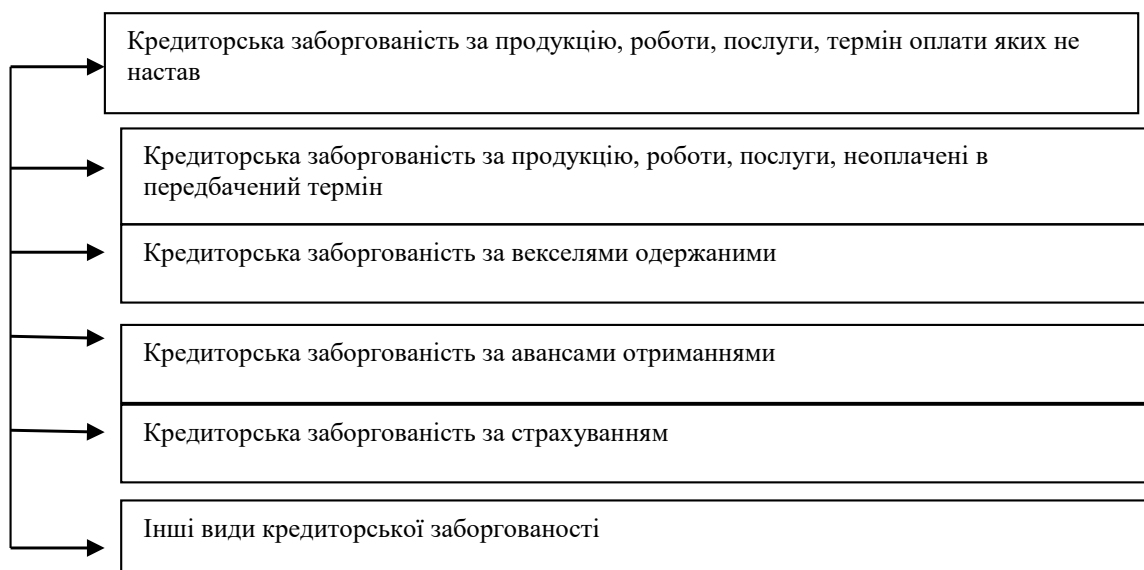 Кредиторська заборгованість за продукцію, роботи, послуги, термін оплати яких не
настав
Кредиторська заборгованість за продукцію, роботи, послуги, неоплачені в
передбачений термін
Кредиторська заборгованість за векселями одержаними
Кредиторська заборгованість за авансами отриманнями
Кредиторська заборгованість за страхуванням
Інші види кредиторської заборгованості